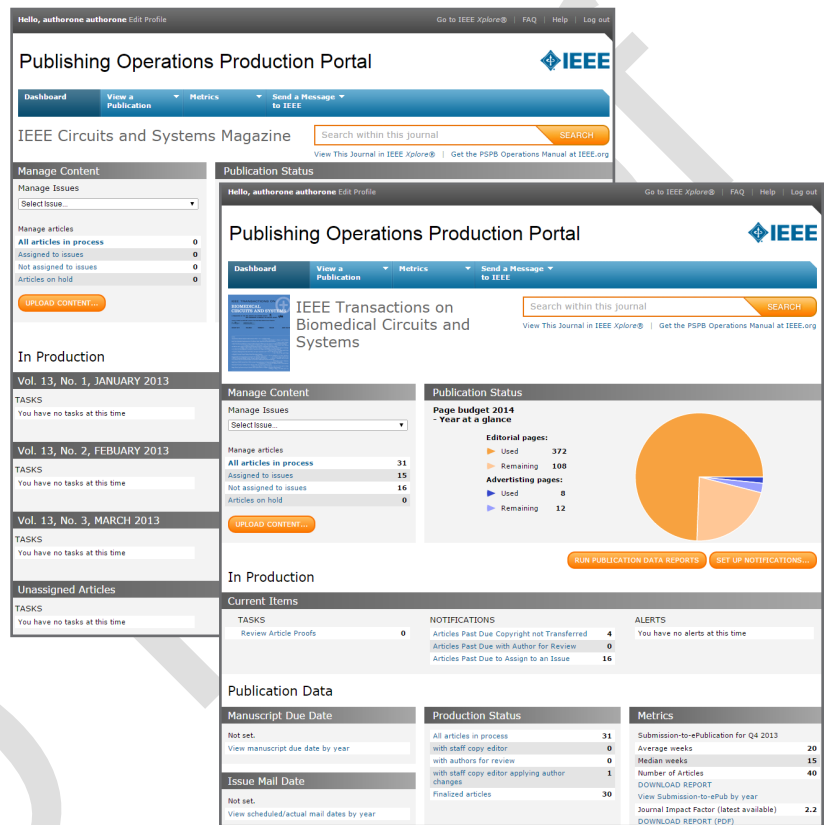 Hello, authorone authorone Edit Profile
Go to IEEE Xplore® | FAQ | Help | Log out
Publishing Operations Production Portal
IEEE
Dashboard
View a Publication
Metrics
Send a Message to IEEE
IEEE Circuits and Systems Magazine
Search within this journal
SEARCH
View This Journal in IEEE Xplore® | Get the PSPB Operations Manual at IEEE.org
Manage Content
Manage Issues
Select Issue...
Manage articles
All articles in process 0
Assigned to issues 0
Not assigned to issues 0
Articles on hold 0
UPLOAD CONTENT...
Publication Status
In Production
Vol. 13, No. 1, JANUARY 2013
TASKS
You have no tasks at this time
Vol. 13, No. 2, FEBUARY 2013
TASKS
You have no tasks at this time
Vol. 13, No. 3, MARCH 2013
TASKS
You have no tasks at this time
Unassigned Articles
TASKS
You have no tasks at this time
Hello, authorone authorone Edit Profile
Go to IEEE Xplore® | FAQ | Help | Log out
Publishing Operations Production Portal
IEEE
Dashboard
View a Publication
Metrics
Send a Message to IEEE
BIOMEDICAL
CIRCUITS AND SYSTEMS
IEEE Transactions on
Biomedical Circuits and
Systems
Search within this journal
SEARCH
View This Journal in IEEE Xplore® | Get the PSPB Operations Manual at IEEE.org
Manage Content
Manage Issues
Select Issue...
Manage articles
All articles in process 31
Assigned to issues 15
Not assigned to issues 16
Articles on hold 0
UPLOAD CONTENT...
Publication Status
Page budget 2014
- Year at a glance
Editorial pages:
Used 372
Remaining 108
Advertising pages:
Used 8
Remaining 12
RUN PUBLICATION DATA REPORTS
SET UP NOTIFICATIONS...
In Production
Current Items
TASKS
Review Article Proofs 0
NOTIFICATIONS
Articles Past Due Copyright not Transferred 4
Articles Past Due with Author for Review 0
Articles Past Due to Assign to an Issue 16
ALERTS
You have no alerts at this time
Publication Data
Manuscript Due Date
Not set.
View manuscript due date by year
Issue Mail Date
Not set.
View scheduled/actual mail dates by year
Production Status
All articles in process 31
with staff copy editor 0
with authors for review 0
with staff copy editor applying author
changes 1
Finalized articles 30
Metrics
Submission-to-ePublication for Q4 2013
Average weeks 20
Median weeks 15
Number of Articles 40
DOWNLOAD REPORT
View Submission-to-ePub by year
Journal Impact Factor (latest available) 2.2
DOWNLOAD REPORT (PDF)